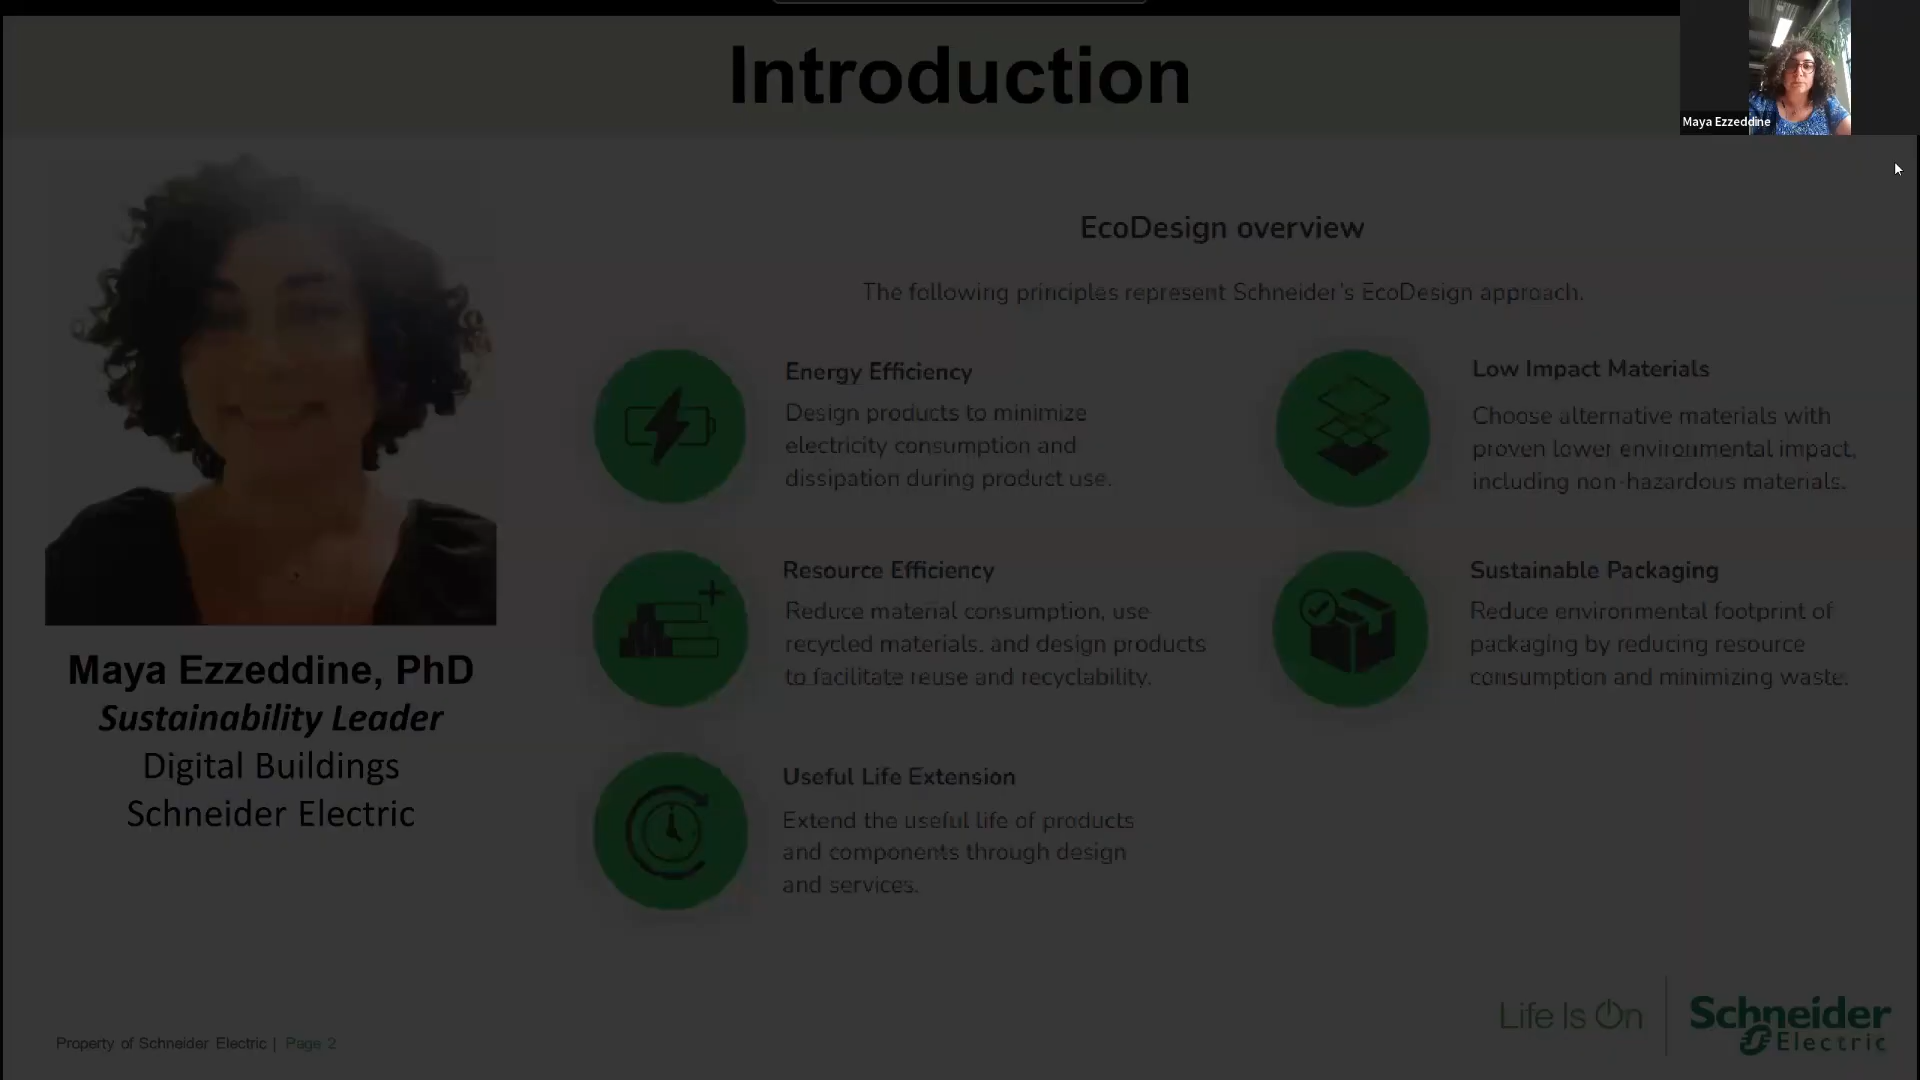 Introduction
Maya Ezzeddine
Maya Ezzeddine, PhD
Sustainability Leader
Digital Buildings
Schneider Electric
EcoDesign overview
The following principles represent Schneider's EcoDesign approach.
Energy Efficiency
Design products to minimize
electricity consumption and
dissipation during product use.
Low Impact Materials
Choose alternative materials with
proven lower environmental impact,
including non-hazardous materials.
Resource Efficiency
Reduce material consumption, use
recycled materials, and design products
to facilitate reuse and recyclability.
Sustainable Packaging
Reduce environmental footprint of
packaging by reducing resource
consumption and minimizing waste.
Useful Life Extension
Extend the useful life of products
and components through design
and services.
Property of Schneider Electric | Page 2
Life Is On
Schneider
Electric